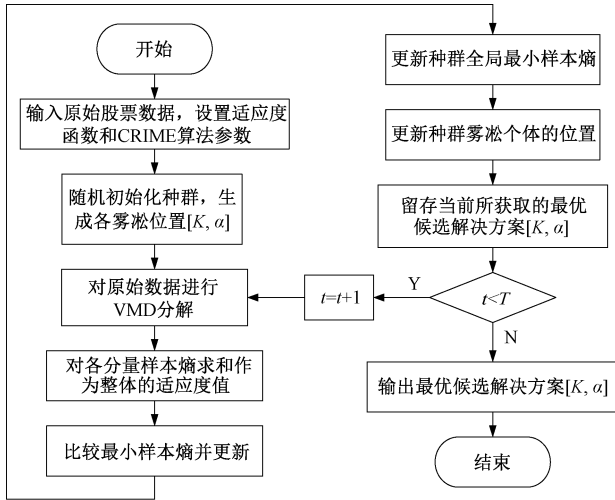 开始
输入原始股票数据，设置适应度
函数和CRIME算法参数
随机初始化种群，生
成各雾凇位置[K, α]
对原始数据进行
VMD分解
对各分量样本熵求和作
为整体的适应度值
比较最小样本熵并更新
更新种群全局最小样本熵
更新种群雾凇个体的位置
留存当前所获取的最优
候选解决方案[K, α]
t<T
Y
t=t+1
N
输出最优候选解决方案[K, α]
结束